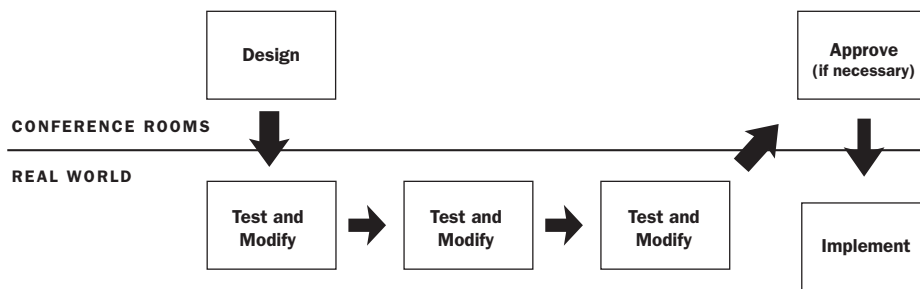 Design
Approve
(if necessary)
CONFERENCE ROOMS
REAL WORLD
Test and
Modify
Test and
Modify
Test and
Modify
Implement